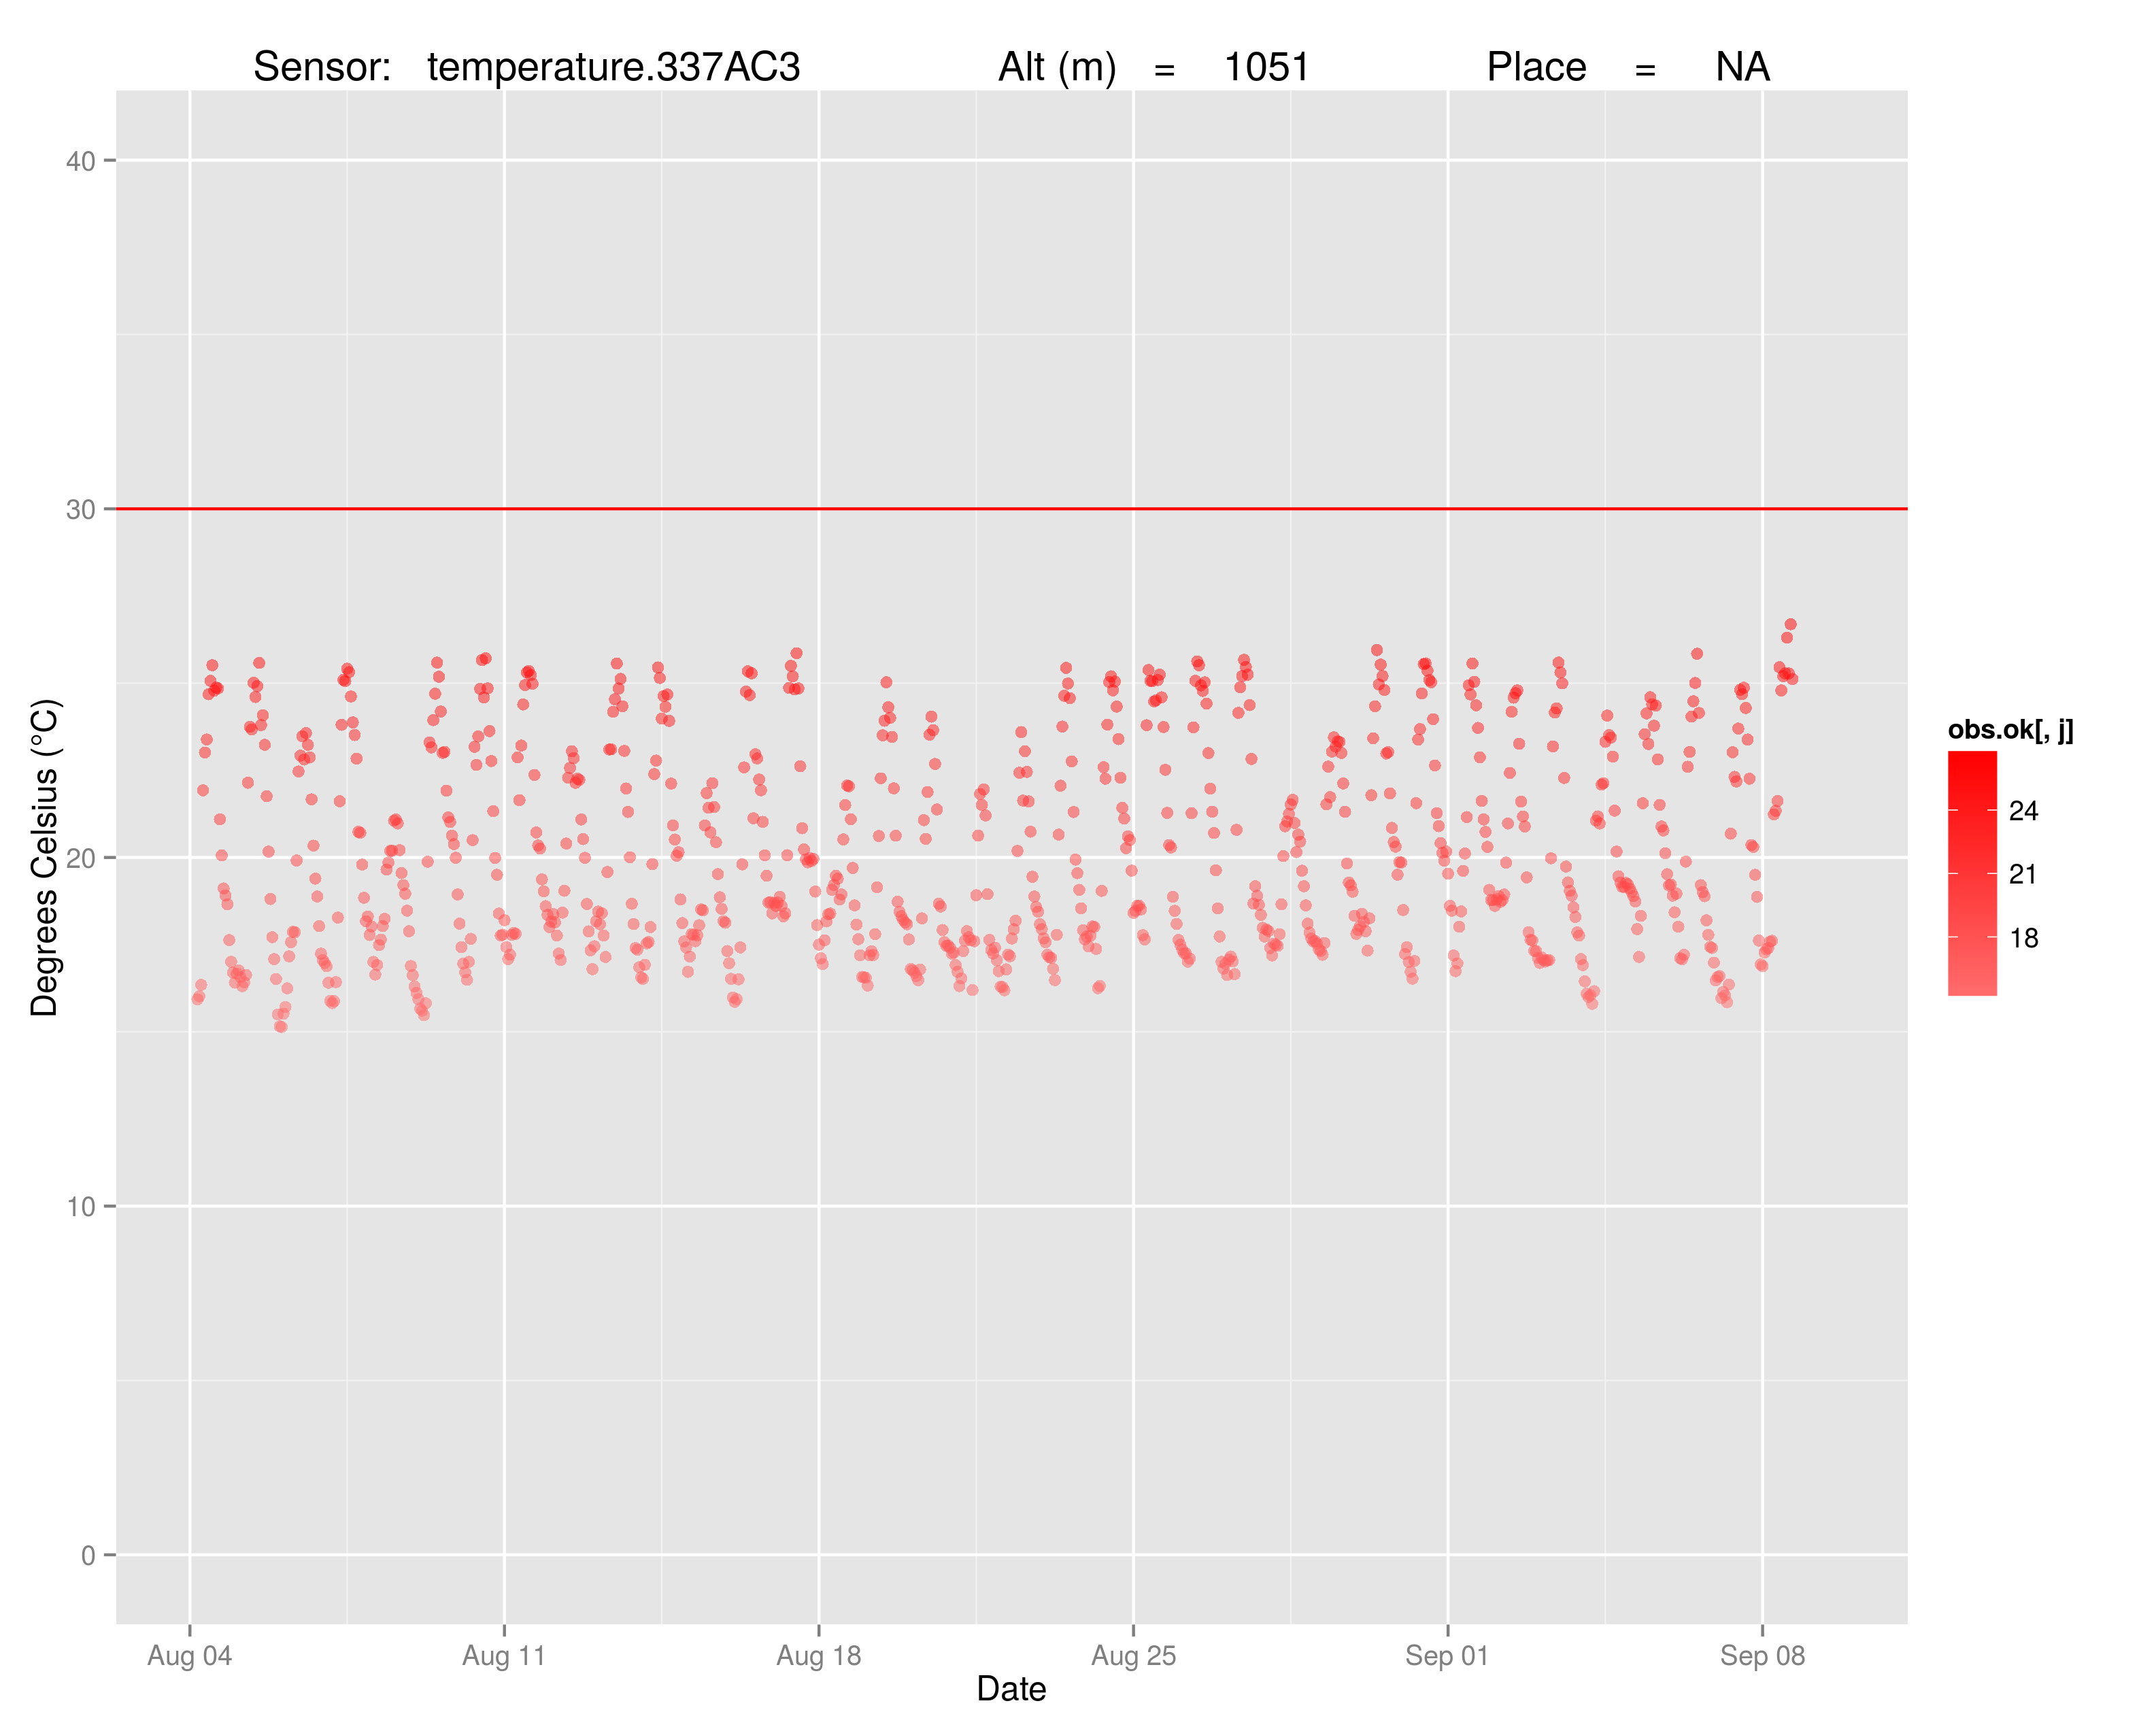 Sensor: temperature.337AC3 Alt (m) = 1051 Place = NA
Degrees Celsius (°C)
40
30
20
10
0
Aug 04 Aug 11 Aug 18 Aug 25 Sep 01 Sep 08
Date
obs.ok[, j]
24
21
18